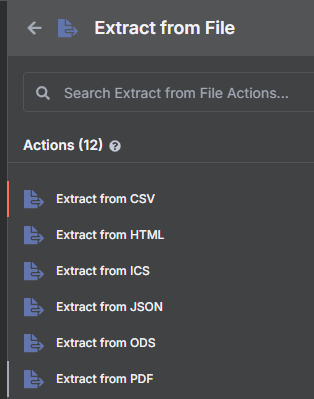 Extract from File
Search Extract from File Actions...
Actions (12)
Extract from CSV
Extract from HTML
Extract from ICS
Extract from JSON
Extract from ODS
Extract from PDF